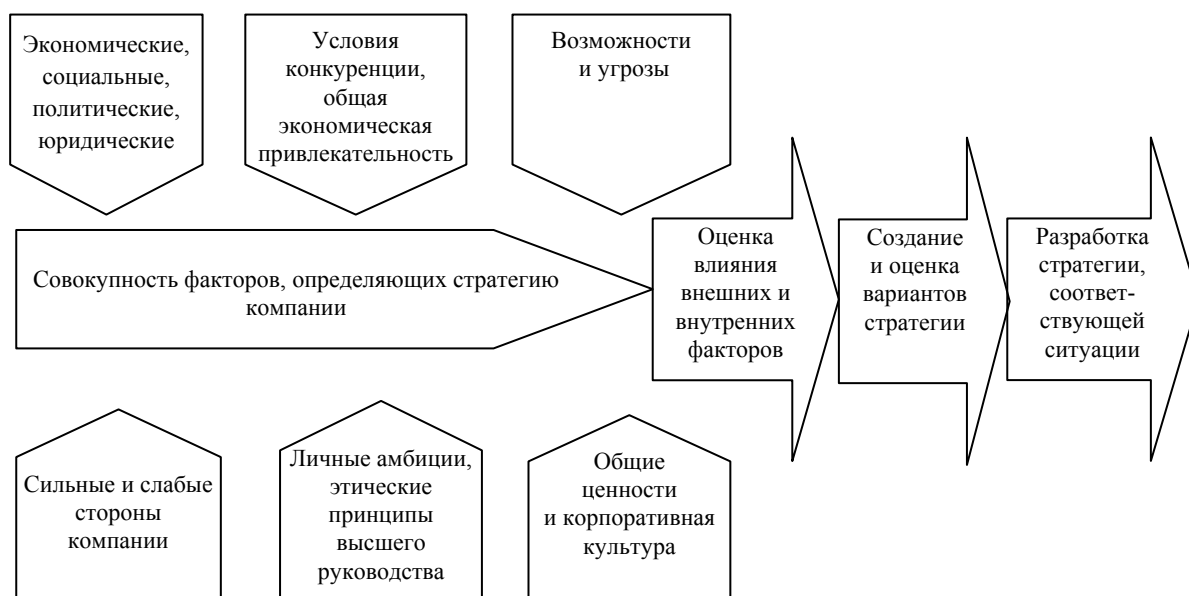 Экономические,
социальные,
политические,
юридические
Условия
конкуренции,
общая
экономическая
привлекательность
Возможности
и угрозы
Совокупность факторов, определяющих стратегию
компании
Оценка
влияния
внешних и
внутренних
факторов
Создание
и оценка
вариантов
стратегии
Разработка
стратегии,
соответ-
ствующей
ситуации
Сильные и слабые
стороны
компании
Личные амбиции,
этические
принципы
высшего
руководства
Общие
ценности
и корпоративная
культура